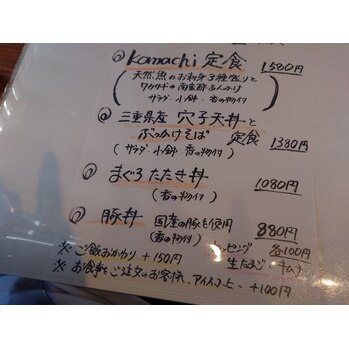 Kamachi 定食 1580円
(天然魚のお刺身3種盛りと
ワカサギの南蛮酢あんかけ
サラダ 小鉢 香の物付)
三重県産 穴子天丼と
ぶっかけそば 定食 1380円
(サラダ 小鉢 香の物付)
まぐろたたき丼 1080円
(香の物付)
豚丼 国産の豚を使用 880円
(香の物付) トッピング 各100円
※ご飯おかわり +150円 生たまご キムチ
※お食事をご注文のお客様、アイスコーヒー +100円